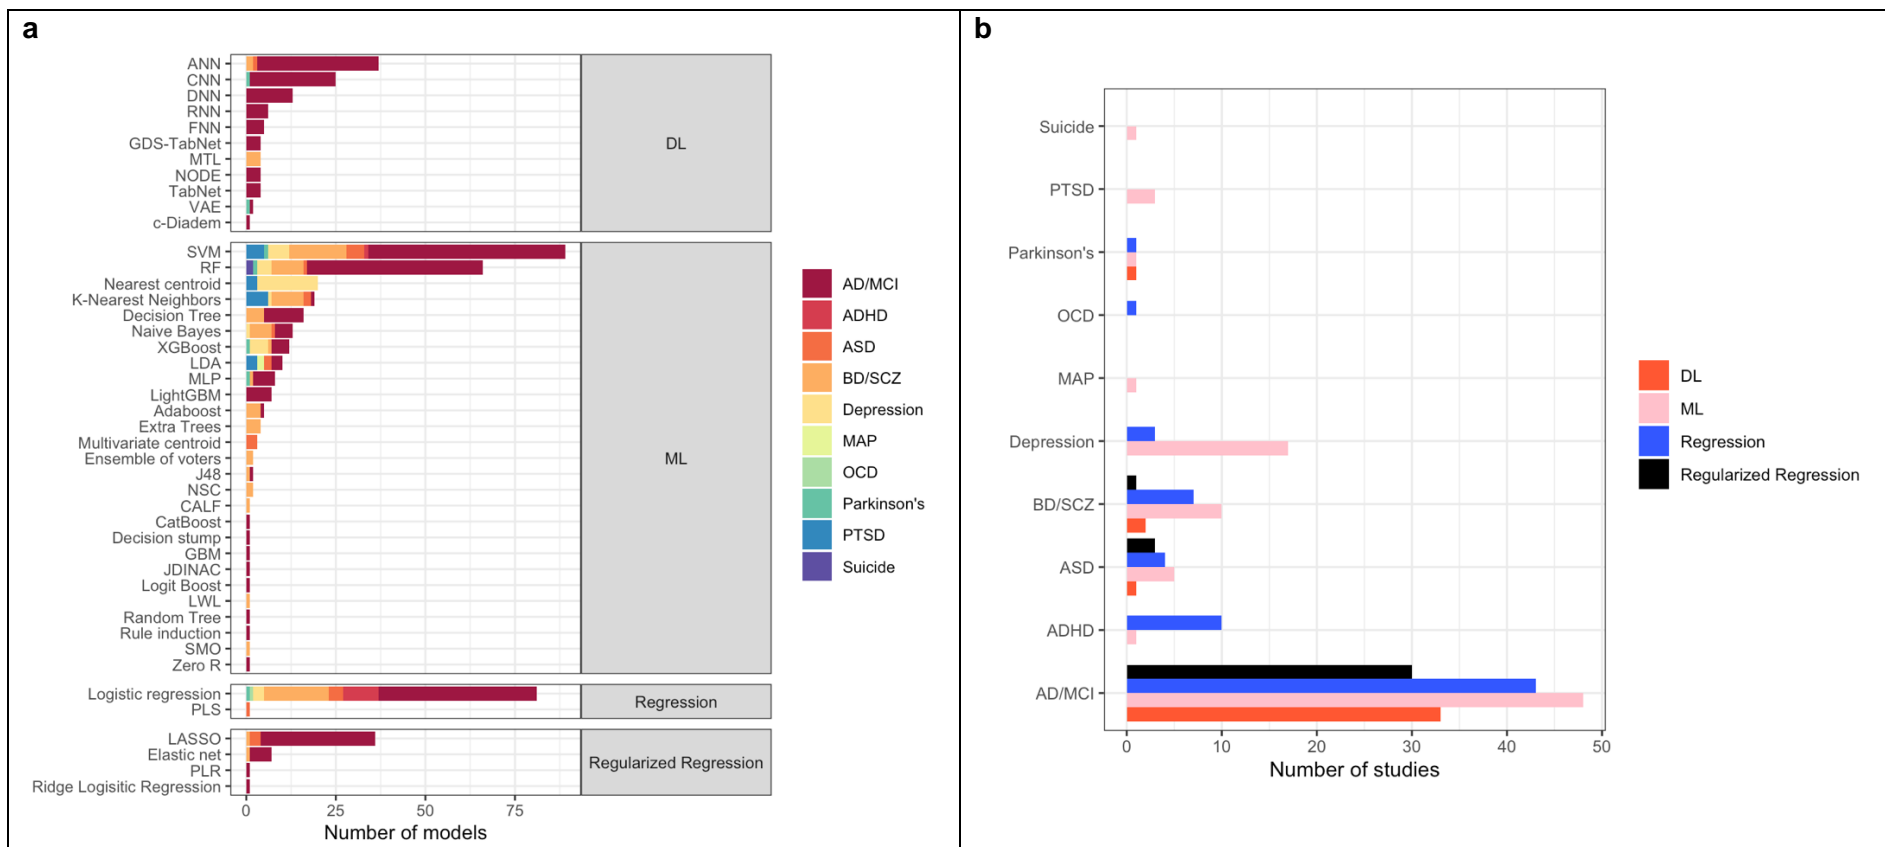 a
ANN
CNN
DNN
RNN
FNN
GDS-TabNet
MTL
NODE
TabNet
VAE
c-Diadem
DL
SVM
RF
Nearest centroid
K-Nearest Neighbors
Decision Tree
Naive Bayes
XGBoost
LDA
MLP
LightGBM
Adaboost
Extra Trees
Multivariate centroid
Ensemble of voters
J48
NSC
CALF
CatBoost
Decision stump
GBM
JDINAC
Logit Boost
LWL
Random Tree
Rule induction
SMO
Zero R
ML
Logistic regression
PLS
Regression
LASSO
Elastic net
PLR
Ridge Logisitic Regression
Regularized Regression
0 25 50 75
Number of models
AD/MCI
ADHD
ASD
BD/SCZ
Depression
MAP
OCD
Parkinson's
PTSD
Suicide
b
Suicide
PTSD
Parkinson's
OCD
MAP
Depression
BD/SCZ
ASD
ADHD
AD/MCI
0 10 20 30 40 50
Number of studies
DL
ML
Regression
Regularized Regression